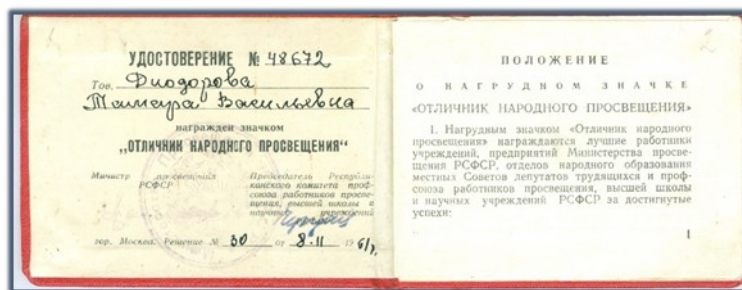 УДОСТОВЕРЕНИЕ № 48672
Тов. Фиодорова
Тамара Васильевна
награжден значком
„ОТЛИЧНИК НАРОДНОГО ПРОСВЕЩЕНИЯ“
Министр просвещения
РСФСР
Председатель Республи-
канского комитета проф-
союза работников просве-
щения, высшей школы и
научных учреждений
гор. Москва. Решение № 30 от 8.II 1961г.
2
ПОЛОЖЕНИЕ
О НАГРУДНОМ ЗНАЧКЕ
«ОТЛИЧНИК НАРОДНОГО ПРОСВЕЩЕНИЯ»
1. Нагрудным значком «Отличник народного
просвещения» награждаются лучшие работники
учреждений, предприятий Министерства просве-
щения РСФСР, отделов народного образования
местных Советов депутатов трудящихся и проф-
союза работников просвещения, высшей школы
и научных учреждений РСФСР за достигнутые
успехи:
1